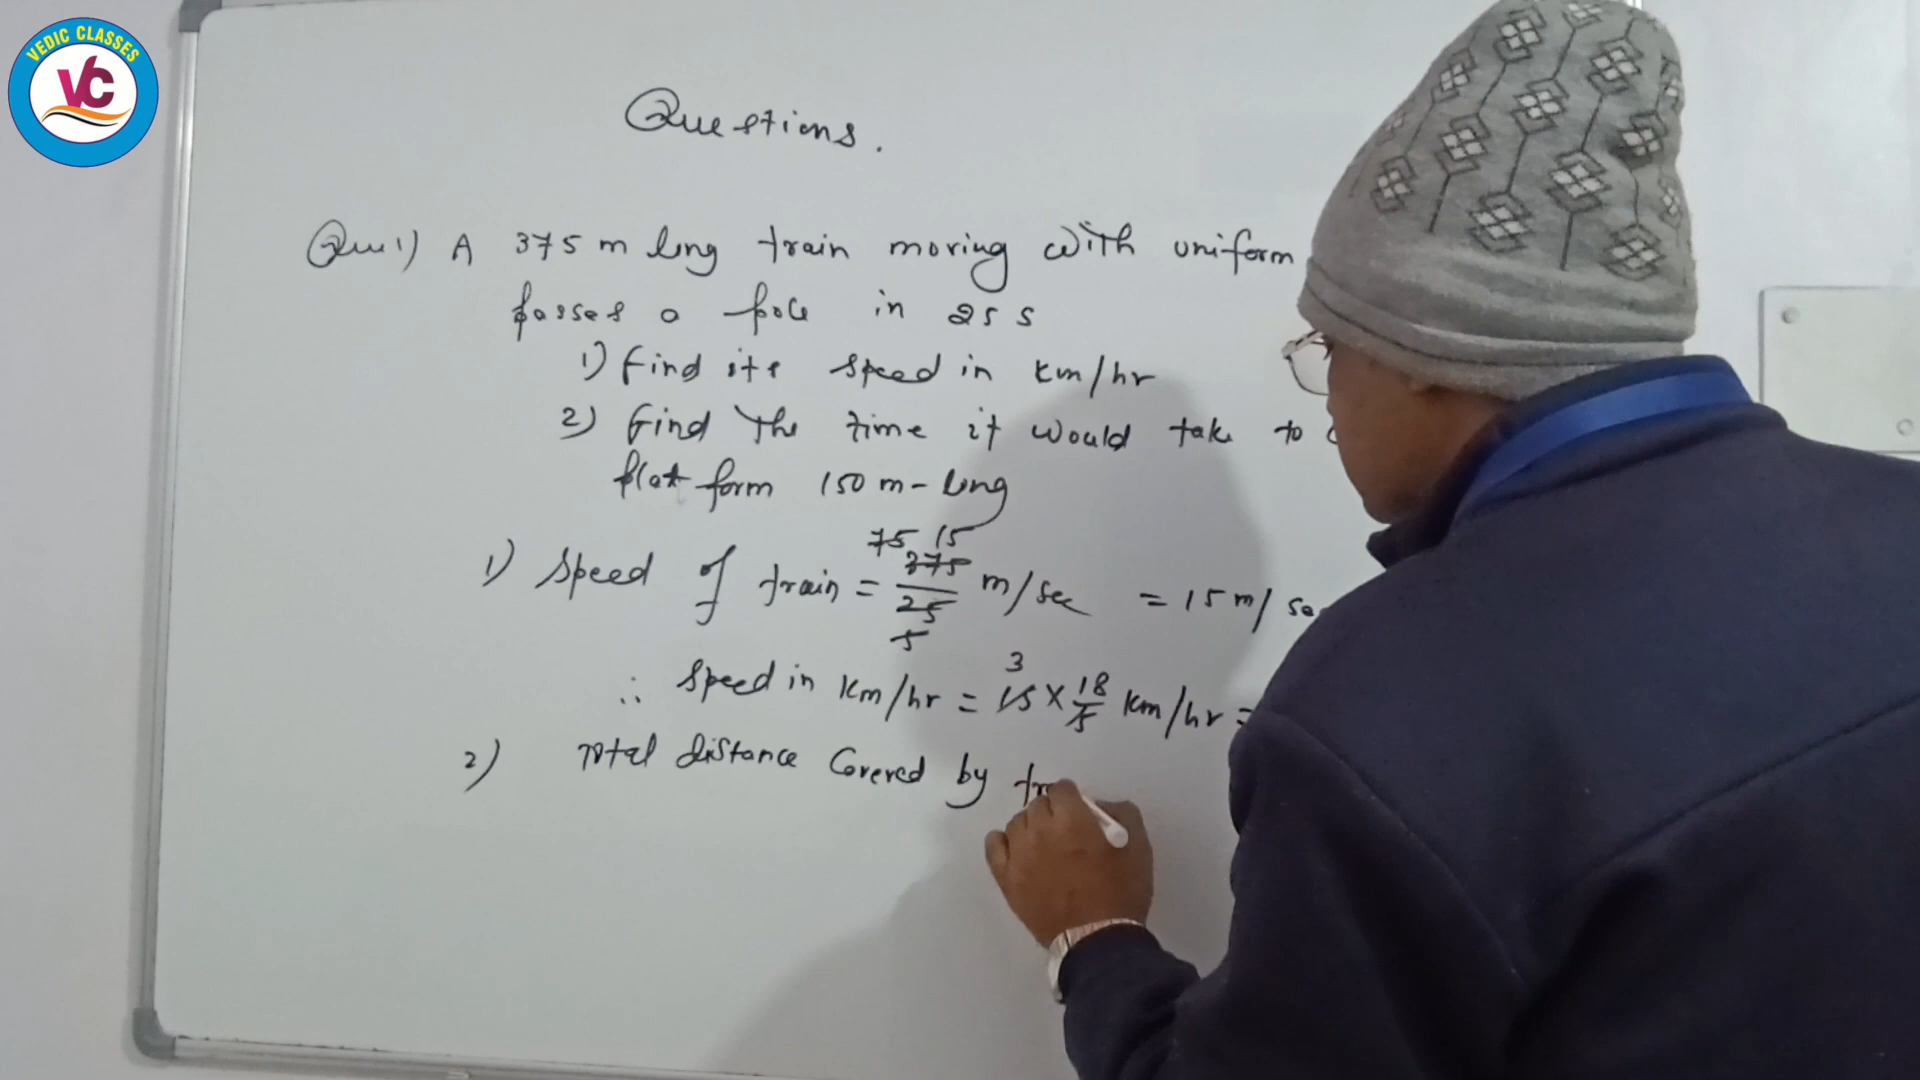 VEDIC CLASSES
VC
Questions.
Que 1) A 375 m long train moving with uniform
passes a pole in 25 s
1) Find its speed in km/hr
2) Find the time it would take to
plat form 150 m-long
75 15
1) Speed of train = 375/25 m/sec = 15 m/se
5
3
∴ Speed in km/hr = 15 × 18/5 km/hr =
2) Total distance Covered by tr